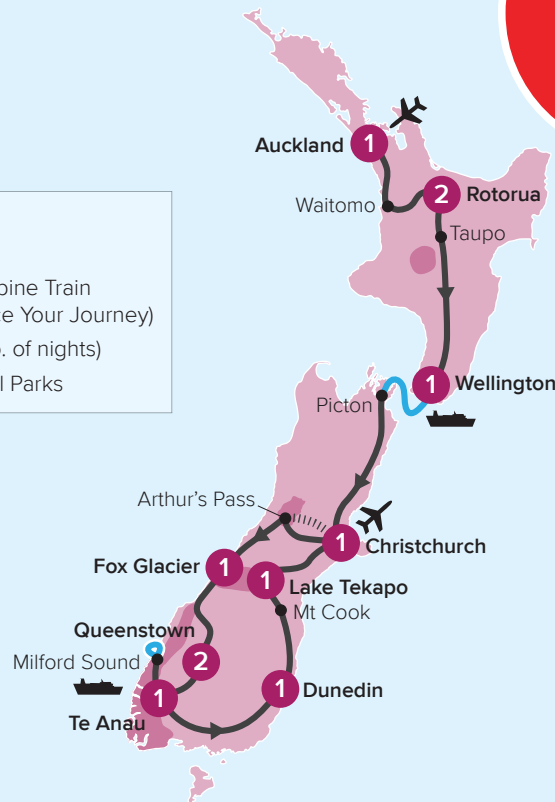 Auckland
1
Waitomo
2
Rotorua
Taupo
pine Train
e Your Journey)
. of nights)
l Parks
1
Wellington
Picton
Arthur's Pass
1
Christchurch
Fox Glacier
1
1
Lake Tekapo
Mt Cook
Queenstown
Milford Sound
2
1
Te Anau
1
Dunedin